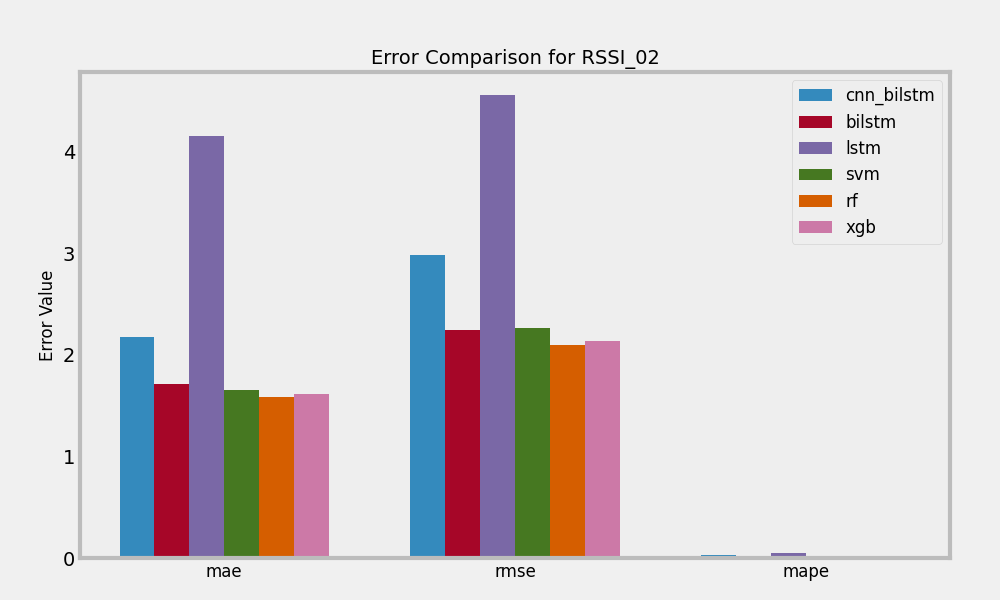 Error Comparison for RSSI_02
cnn_bilstm
bilstm
lstm
svm
rf
xgb
Error Value
4
3
2
1
0
mae
rmse
mape